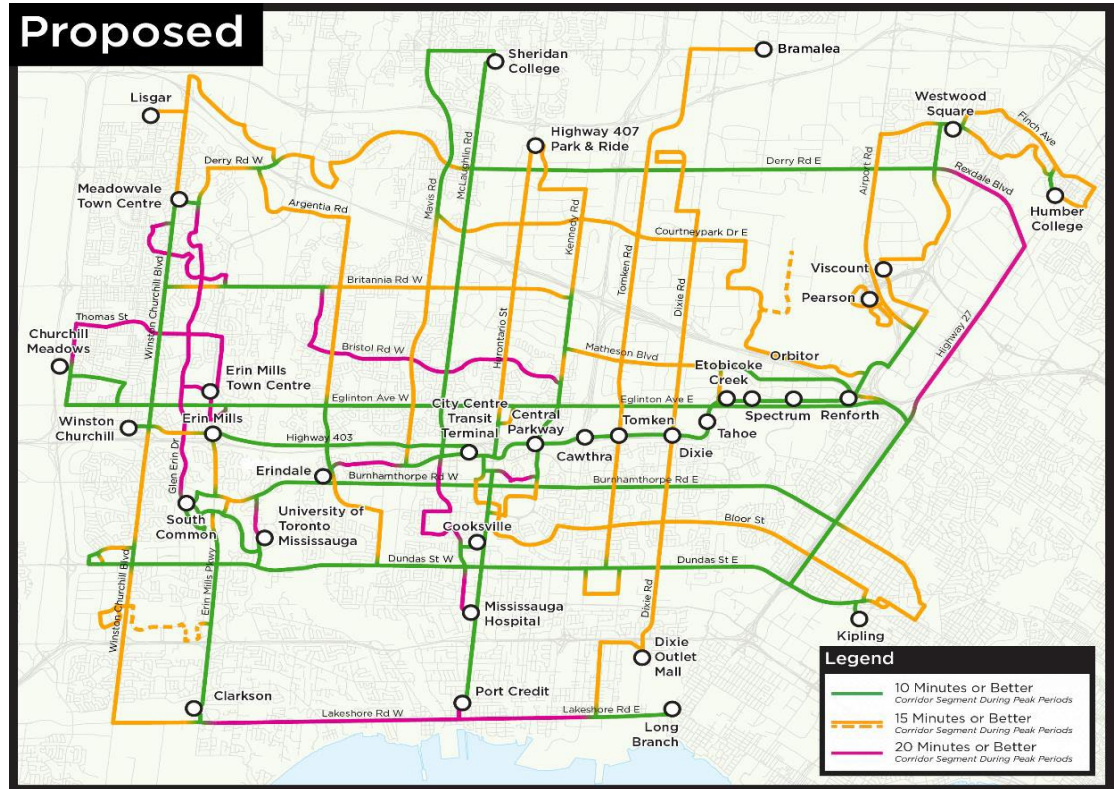 Proposed
Sheridan
College
Bramalea
Lisgar
Westwood
Square
Finch Ave
Highway 407
Park & Ride
Derry Rd W
Derry Rd E
Airport Rd
Rexdale Blvd
Mavis Rd
McLaughlin Rd
Meadowvale
Town Centre
Argentia Rd
Kennedy Rd
Humber
College
Courtneypark Dr E
Tomken Rd
Dixie Rd
Viscount
Pearson
Winston Churchill Blvd
Britannia Rd W
Thomas St
Churchill
Meadows
Hurontario St
Highway 27
Bristol Rd W
Matheson Blvd
Orbitor
Etobicoke
Creek
Erin Mills
Town Centre
Eglinton Ave W
City Centre
Transit
Terminal
Eglinton Ave E
Central
Parkway
Spectrum
Renforth
Winston
Churchill
Erin Mills
Highway 403
Tomken
Tahoe
Cawthra
Dixie
Glen Erin Dr
Erindale
Burnhamthorpe Rd W
Burnhamthorpe Rd E
South
Common
University of
Toronto
Mississauga
Cooksville
Bloor St
Winston Churchill Blvd
Erin Mills Pkwy
Dundas St W
Dundas St E
Dixie Rd
Mississauga
Hospital
Kipling
Dixie
Outlet
Mall
Clarkson
Port Credit
Lakeshore Rd W
Lakeshore Rd E
Long
Branch
Legend
10 Minutes or Better
Corridor Segment During Peak Periods
15 Minutes or Better
Corridor Segment During Peak Periods
20 Minutes or Better
Corridor Segment During Peak Periods